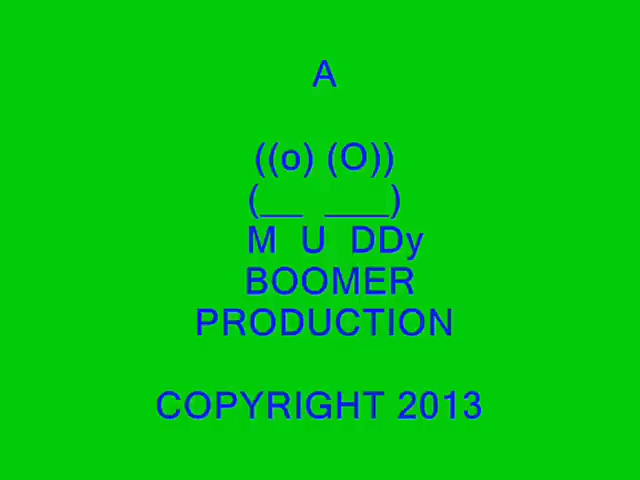 A
((o) (O))
(__  ___)
M  U  DDy
BOOMER
PRODUCTION
COPYRIGHT 2013